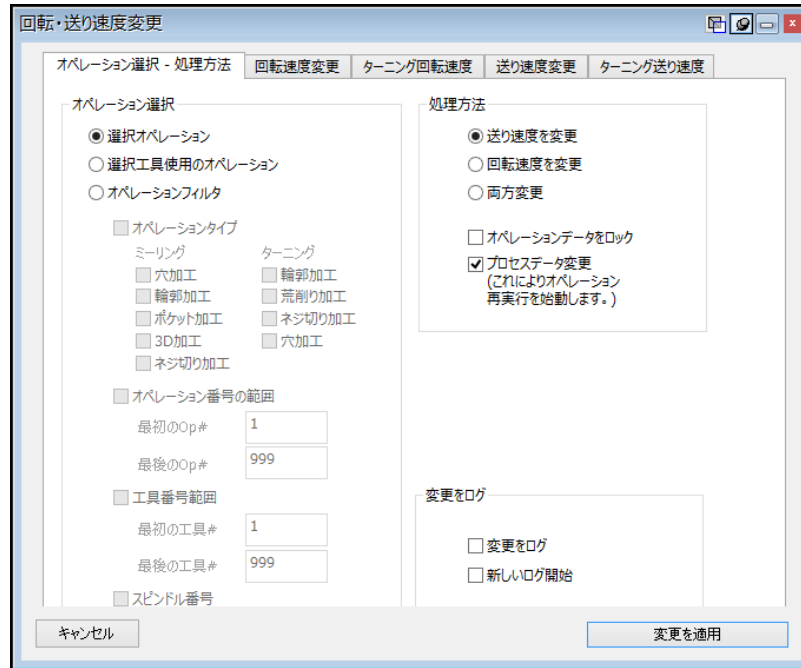 回転・送り速度変更
オペレーション選択 - 処理方法
回転速度変更
ターニング回転速度
送り速度変更
ターニング送り速度
オペレーション選択
選択オペレーション
選択工具使用のオペレーション
オペレーションフィルタ
オペレーションタイプ
ミーリング
ターニング
穴加工
輪郭加工
輪郭加工
荒削り加工
ポケット加工
ネジ切り加工
3D加工
穴加工
ネジ切り加工
オペレーション番号の範囲
最初のOp#
1
最後のOp#
999
工具番号範囲
最初の工具#
1
最後の工具#
999
スピンドル番号
処理方法
送り速度を変更
回転速度を変更
両方変更
オペレーションデータをロック
プロセスデータ変更
(これによりオペレーション
再実行を始動します。)
変更をログ
変更をログ
新しいログ開始
キャンセル
変更を適用